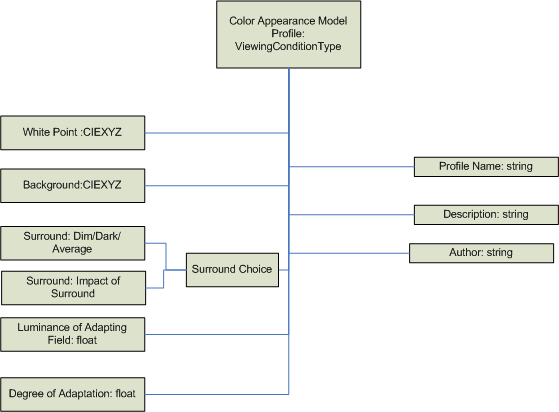 Color Appearance Model
Profile:
ViewingConditionType
White Point :CIEXYZ
Background:CIEXYZ
Surround: Dim/Dark/
Average
Surround: Impact of
Surround
Surround Choice
Luminance of Adapting
Field: float
Degree of Adaptation: float
Profile Name: string
Description: string
Author: string